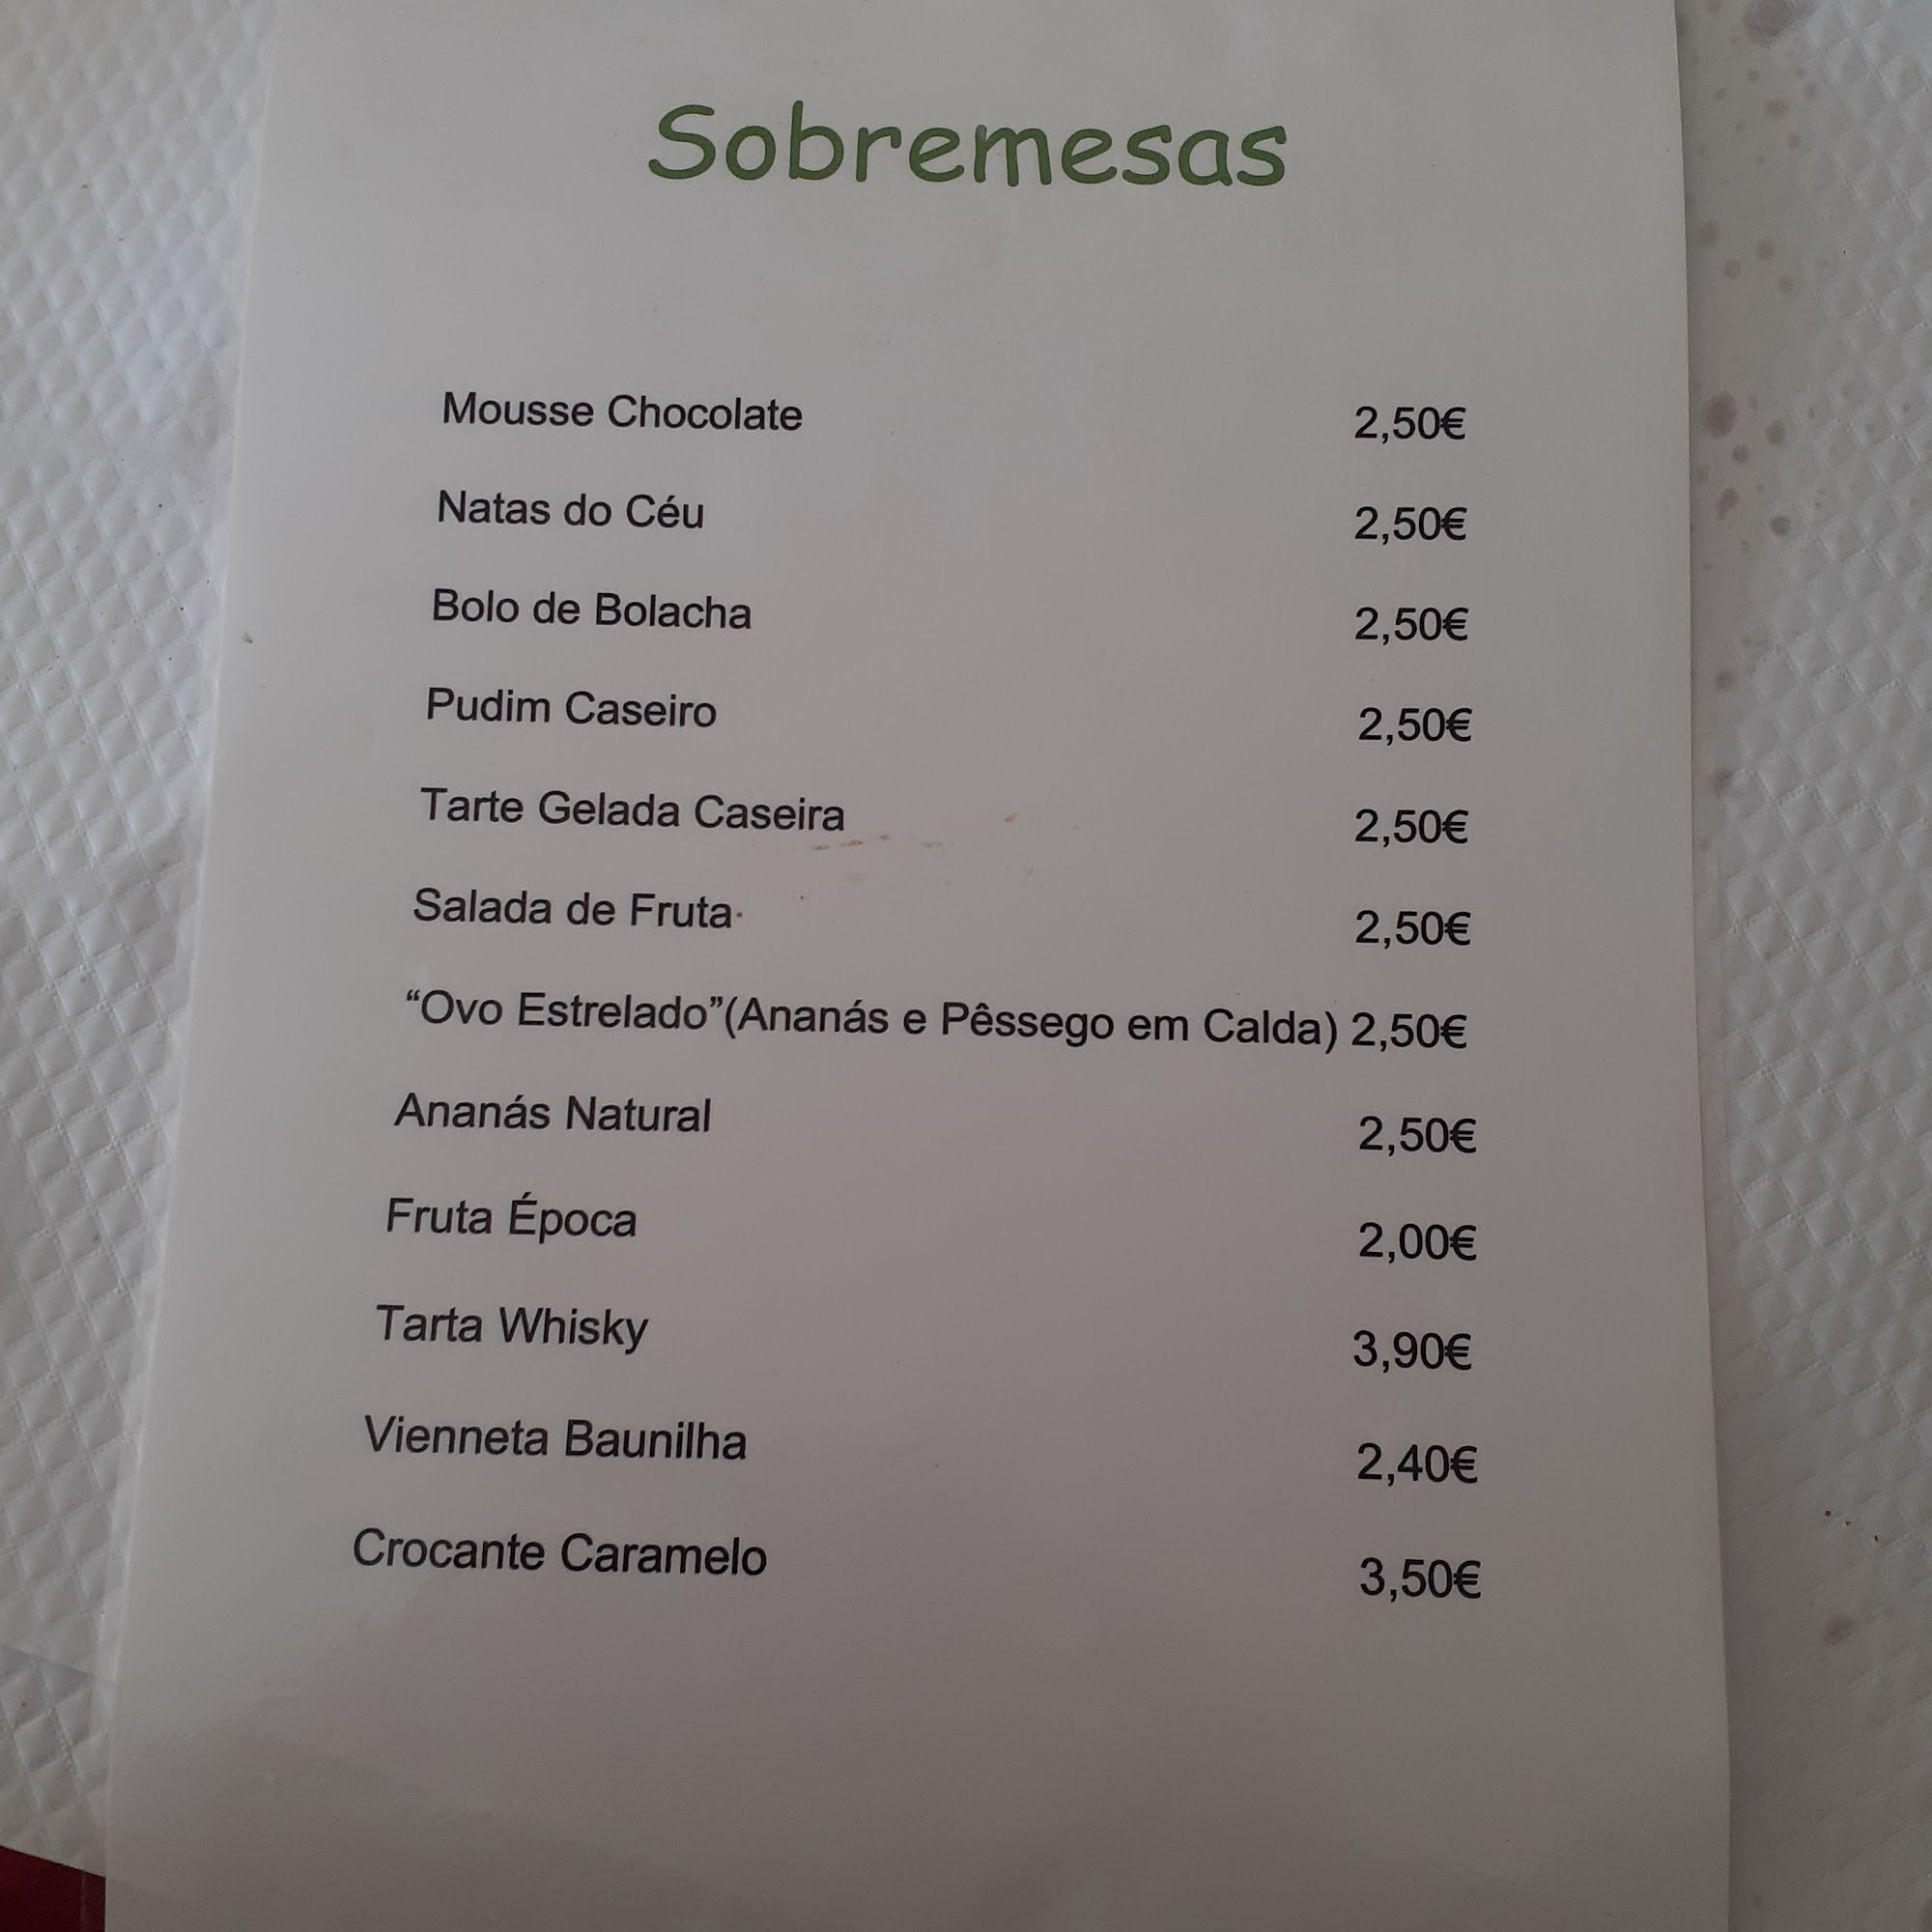 Sobremesas
Mousse Chocolate 2,50€
Natas do Céu 2,50€
Bolo de Bolacha 2,50€
Pudim Caseiro 2,50€
Tarte Gelada Caseira 2,50€
Salada de Fruta 2,50€
“Ovo Estrelado”(Ananás e Pêssego em Calda) 2,50€
Ananás Natural 2,50€
Fruta Época 2,00€
Tarta Whisky 3,90€
Vienneta Baunilha 2,40€
Crocante Caramelo 3,50€